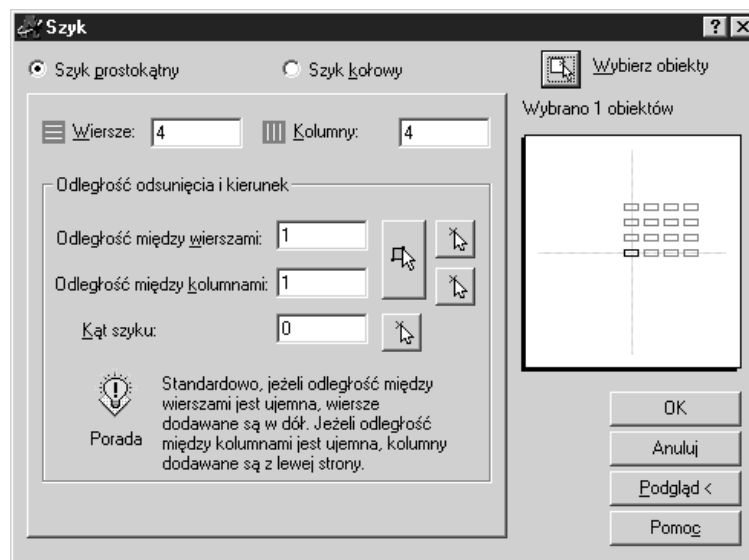 Szyk
Szyk prostokątny
Szyk kołowy
Wybierz obiekty
Wybrano 1 obiektów
Wiersze: 4
Kolumny: 4
Odległość odsunięcia i kierunek
Odległość między wierszami: 1
Odległość między kolumnami: 1
Kąt szyku: 0
Porada
Standardowo, jeżeli odległość między
wierszami jest ujemna, wiersze
dodawane są w dół. Jeżeli odległość
między kolumnami jest ujemna, kolumny
dodawane są z lewej strony.
OK
Anuluj
Podgląd <
Pomoc